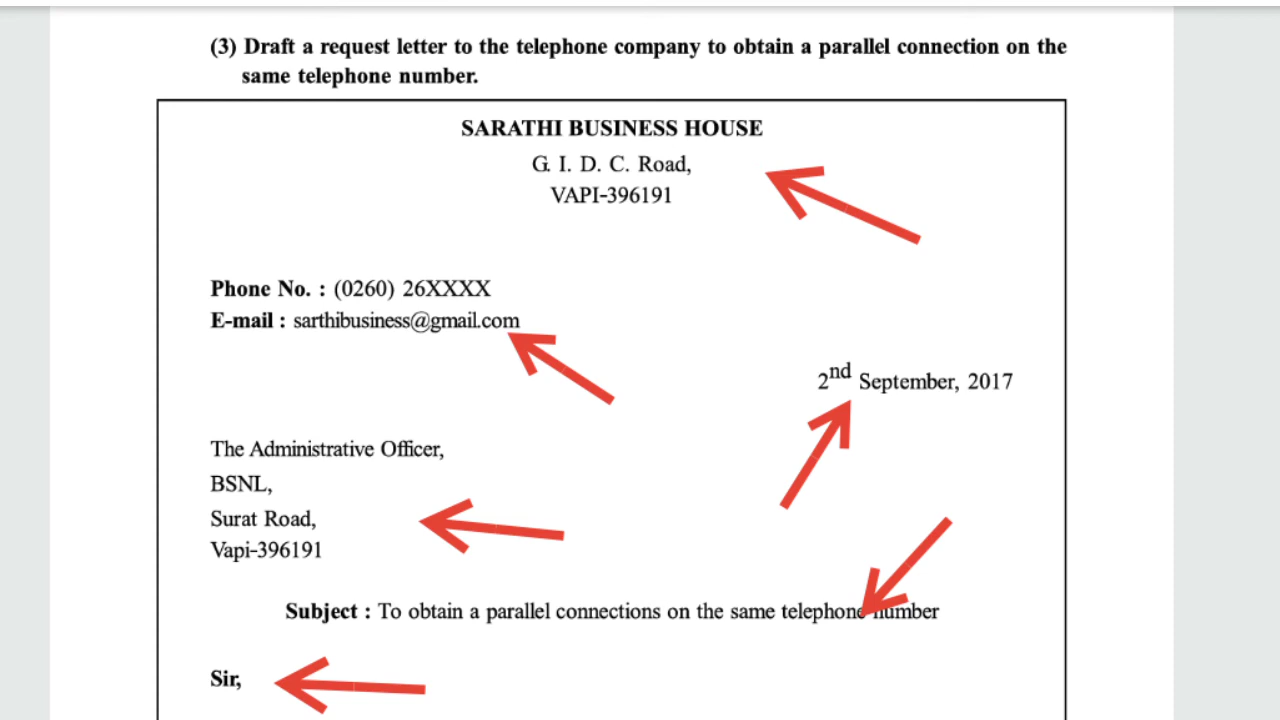 (3) Draft a request letter to the telephone company to obtain a parallel connection on the
same telephone number.
SARATHI BUSINESS HOUSE
G. I. D. C. Road,
VAPI-396191
Phone No. : (0260) 26XXXX
E-mail : sarthibusiness@gmail.com
2nd September, 2017
The Administrative Officer,
BSNL,
Surat Road,
Vapi-396191
Subject : To obtain a parallel connections on the same telephone number
Sir,